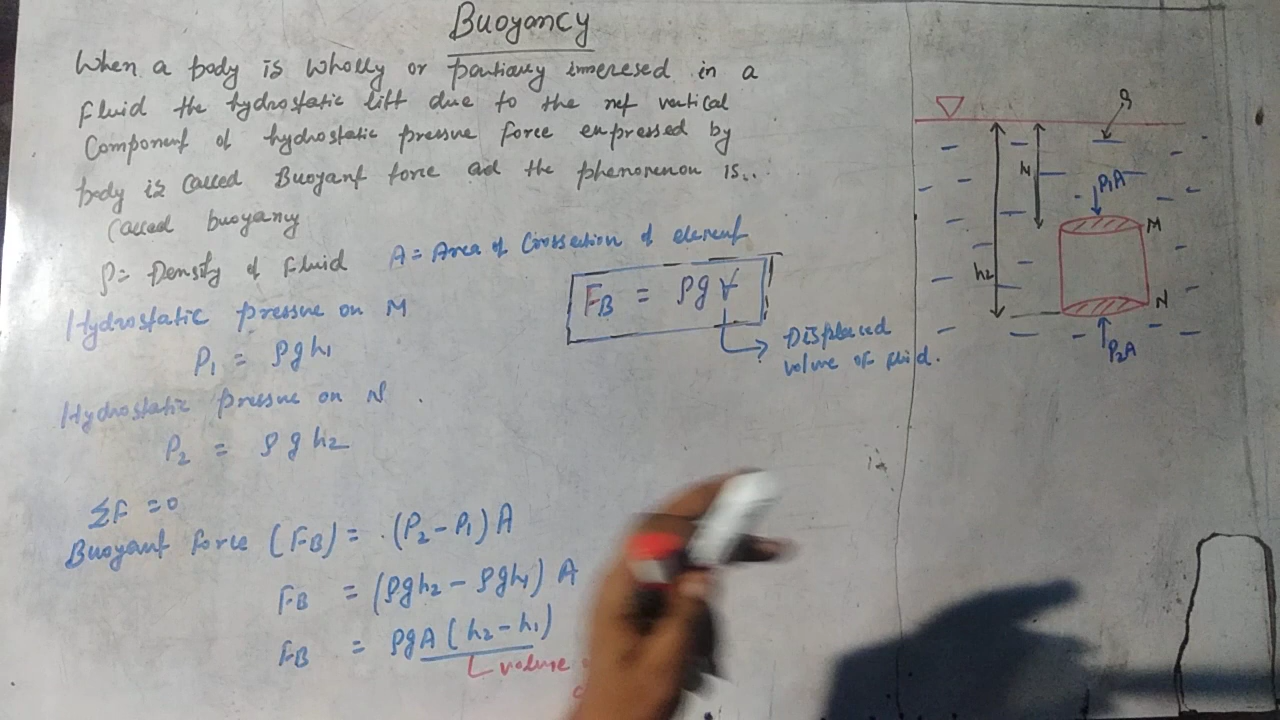 Buoyancy
When a body is wholly or partially immeresed in a
fluid the hydrostatic lift due to the net vertical
Component of hydrostatic pressure force expressed by
body is called Buoyant force ad the phenomenon is..
called buoyancy
ρ = Density of Fluid A = Area of Crossection of element
Hydrostatic pressure on M
P₁ = ρgh₁
Hydrostatic pressure on N
P₂ = ρgh₂
ΣF = 0
Buoyant force (FB) = (P₂ - P₁) A
FB = (ρgh₂ - ρgh₁) A
FB = ρgA (h₂ - h₁)
volume
FB = ρgV
Displaced
volume of fluid.
ρ
h₁
P₁A
M
h₂
N
P₂A